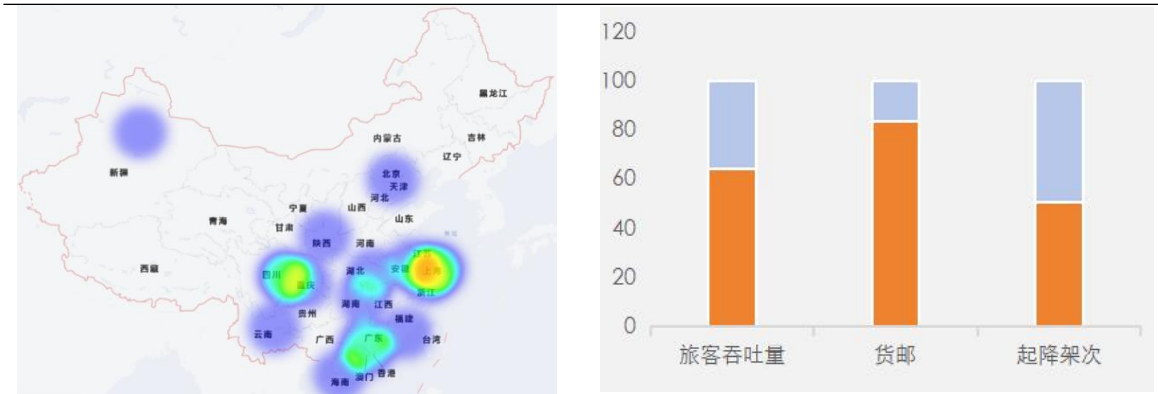 黑龙江
内蒙古
吉林
辽宁
新疆
北京
天津
河北
宁夏
山西
青海
甘肃
山东
陕西
河南
西藏
四川
重庆
湖北
安徽
江苏
上海
浙江
湖南
江西
贵州
福建
云南
广西
广东
台湾
香港
澳门
海南
120
100
80
60
40
20
0
旅客吞吐量
货邮
起降架次